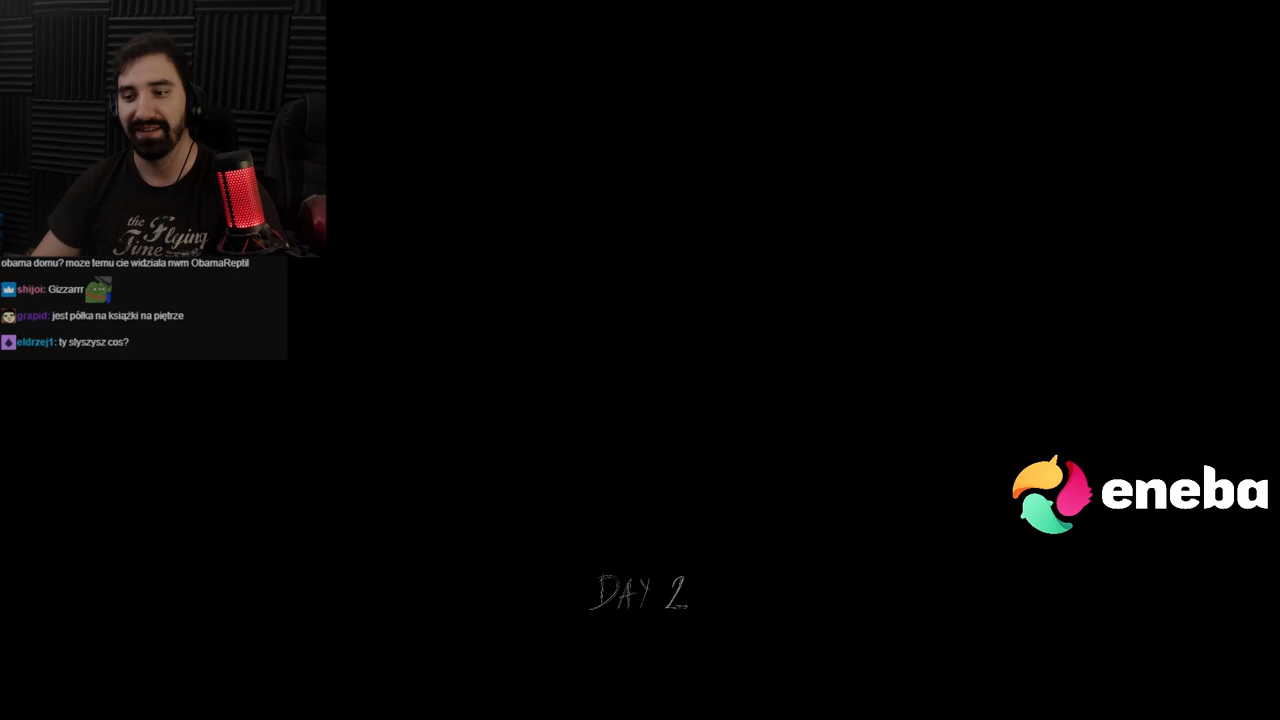 the Flying
Time
obama domu? moze temu cie widziala nwm ObamaReptil
shijoi: Gizzarrr
grapid: jest półka na książki na piętrze
eldrzej1: ty slyszysz cos?
eneba
DAY 2